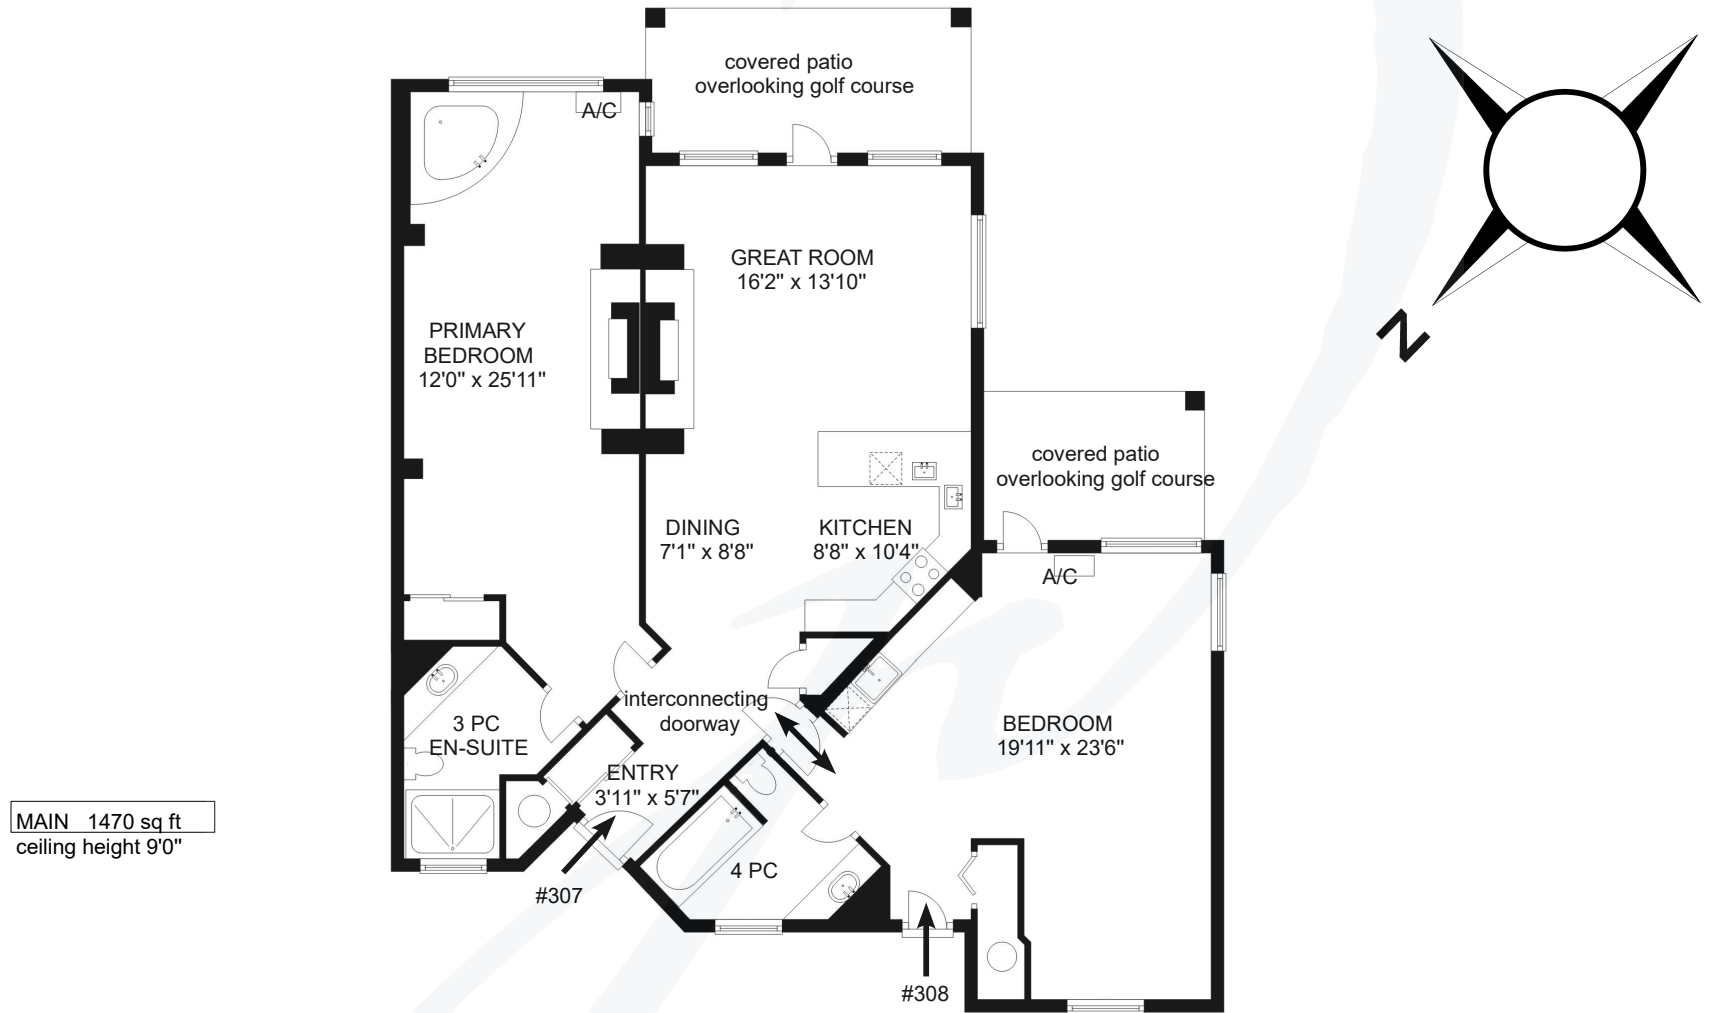 covered patio
overlooking golf course
A/C
GREAT ROOM
16'2" x 13'10"
PRIMARY
BEDROOM
12'0" x 25'11"
N
covered patio
overlooking golf course
DINING
7'1" x 8'8"
KITCHEN
8'8" x 10'4"
A/C
interconnecting
doorway
3 PC
EN-SUITE
BEDROOM
19'11" x 23'6"
ENTRY
3'11" x 5'7"
MAIN 1470 sq ft
ceiling height 9'0"
4 PC
#307
#308